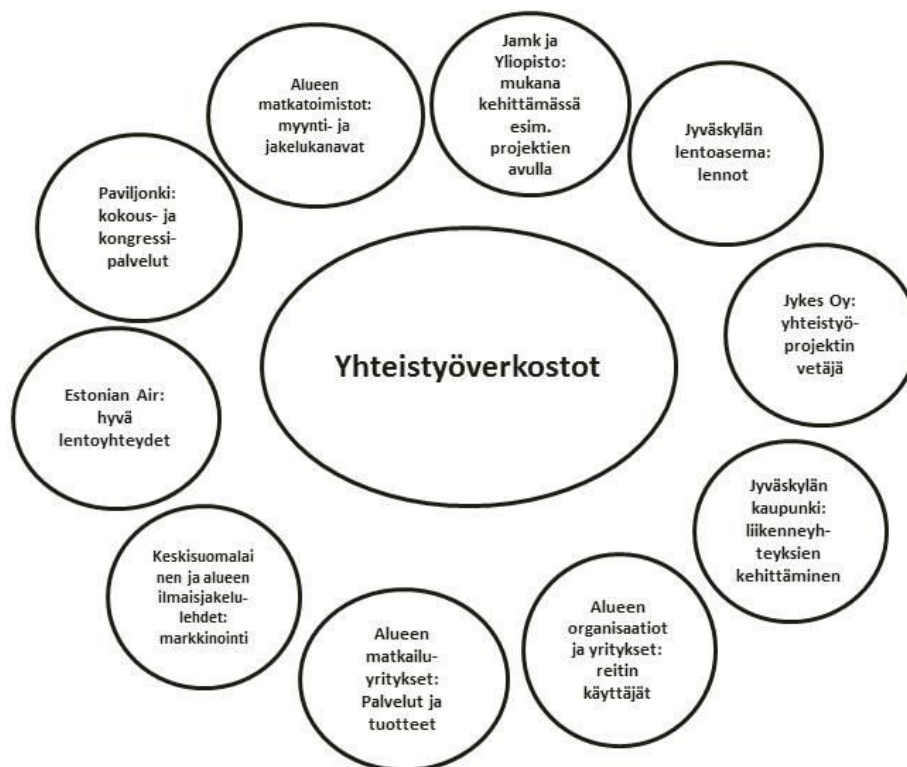 Jamk ja
Yliopisto:
mukana
kehittämässä
esim.
projektien
avulla
Alueen
matkatoimistot:
myynti- ja
jakelukanavat
Jyväskylän
lentoasema:
lennot
Paviljonki:
kokous- ja
kongressi-
palvelut
Jykes Oy:
yhteistyö-
projektin
vetäjä
Yhteistyöverkostot
Estonian Air:
hyvä
lentoyhteydet
Jyväskylän
kaupunki:
liikenneyh-
teyksien
kehittäminen
Keskisuomalai
nen ja alueen
ilmaisjakelu-
lehdet:
markkinointi
Alueen
organisaatiot
ja yritykset:
reitin
käyttäjät
Alueen
matkailu-
yritykset:
Palvelut ja
tuotteet